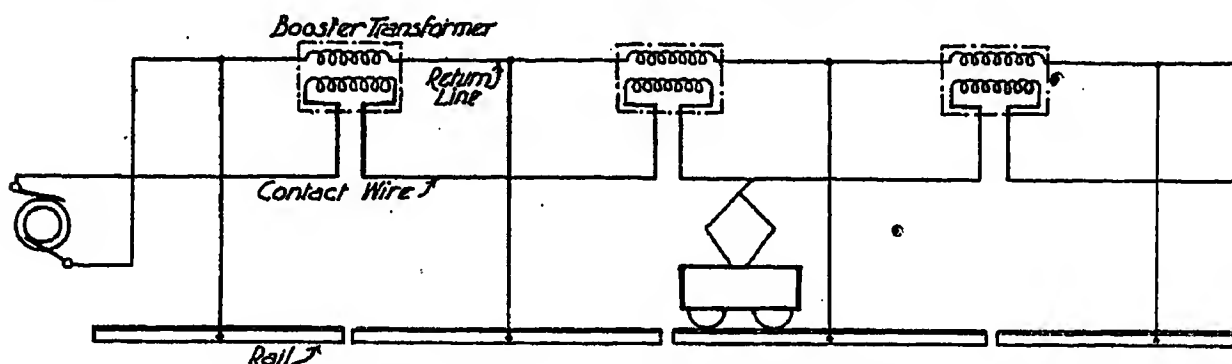 Booster Transformer
Return
Line
Contact Wire
Rail